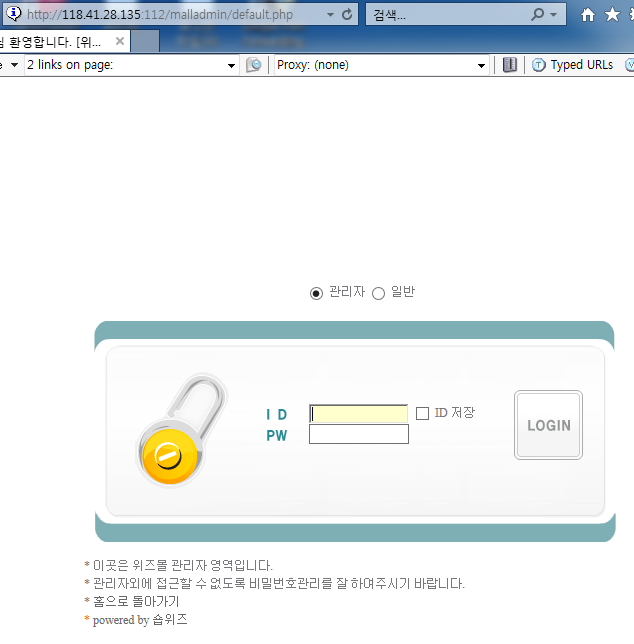 http://118.41.28.135:112/malladmin/default.php 검색...
님 환영합니다. [위...
2 links on page: Proxy: (none) Typed URLs
관리자 일반
I D ID 저장
PW
LOGIN
* 이곳은 위즈몰 관리자 영역입니다.
* 관리자외에 접근할 수 없도록 비밀번호관리를 잘 하여주시기 바랍니다.
* 홈으로 돌아가기
* powered by 숍위즈